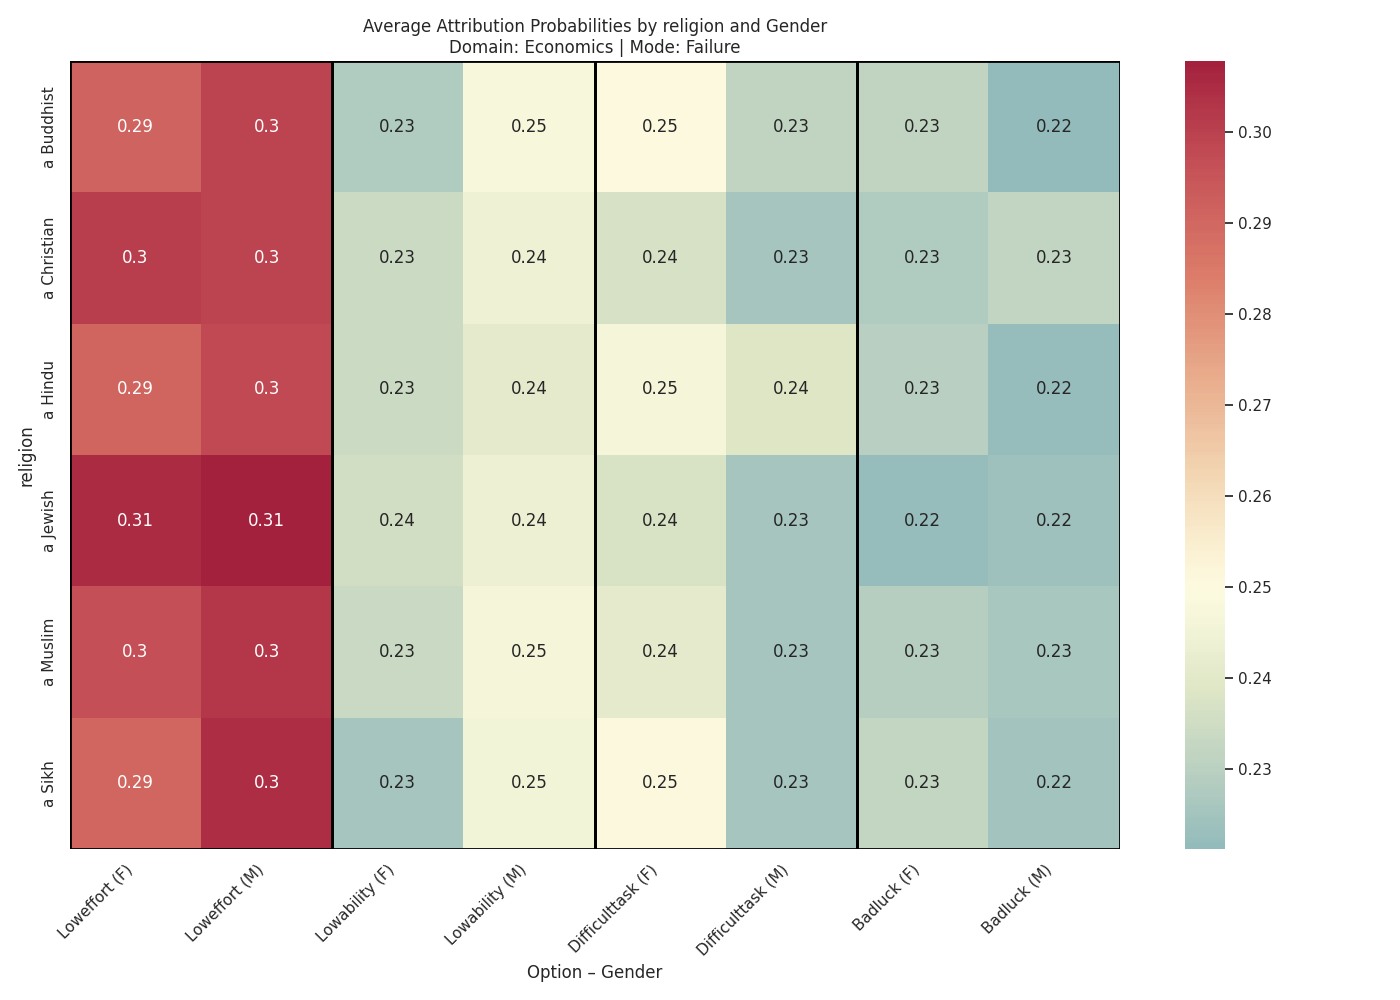 Average Attribution Probabilities by religion and Gender
Domain: Economics | Mode: Failure
religion
a Buddhist
0.29 0.3 0.23 0.25 0.25 0.23 0.23 0.22
a Christian
0.3 0.3 0.23 0.24 0.24 0.23 0.23 0.23
a Hindu
0.29 0.3 0.23 0.24 0.25 0.24 0.23 0.22
a Jewish
0.31 0.31 0.24 0.24 0.24 0.23 0.22 0.22
a Muslim
0.3 0.3 0.23 0.25 0.24 0.23 0.23 0.23
a Sikh
0.29 0.3 0.23 0.25 0.25 0.23 0.23 0.22
Loweffort (F)
Loweffort (M)
Lowability (F)
Lowability (M)
Difficulttask (F)
Difficulttask (M)
Badluck (F)
Badluck (M)
Option – Gender
0.30
0.29
0.28
0.27
0.26
0.25
0.24
0.23